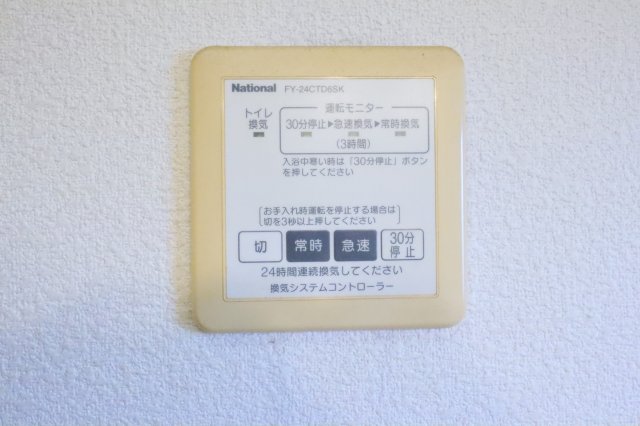 National FY-24CTD6SK
トイレ
換気
運転モニター
30分停止▶急速換気▶常時換気
(3時間)
入浴中寒い時は「30分停止」ボタン
を押してください
お手入れ時運転を停止する場合は
切を3秒以上押してください
切 常時 急速 30分
停止
24時間連続換気してください
換気システムコントローラー